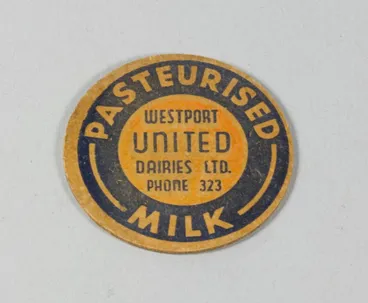 PASTEURISED
WESTPORT
UNITED
DAIRIES LTD.
PHONE 323
MILK